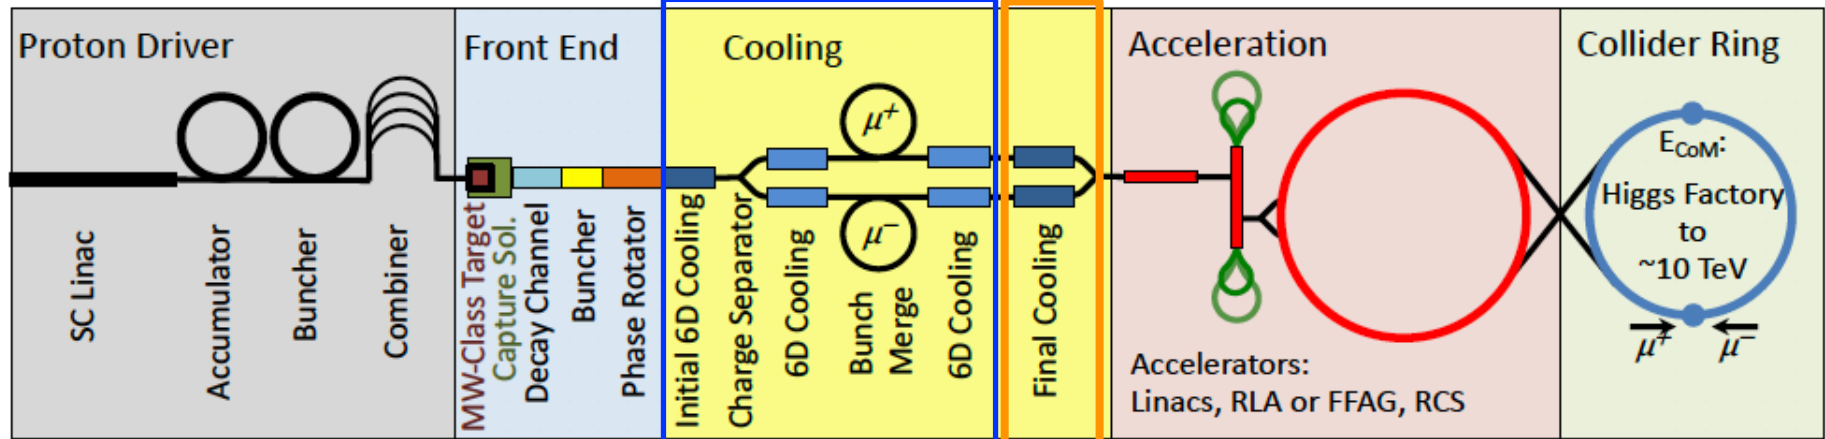 Proton Driver
SC Linac
Accumulator
Buncher
Combiner
Front End
MW-Class Target
Capture Sol.
Decay Channel
Buncher
Phase Rotator
Cooling
μ+
μ−
Initial 6D Cooling
Charge Separator
6D Cooling
Bunch
Merge
6D Cooling
Final Cooling
Acceleration
Accelerators:
Linacs, RLA or FFAG, RCS
Collider Ring
ECoM:
Higgs Factory
to
~10 TeV
μ+ μ−